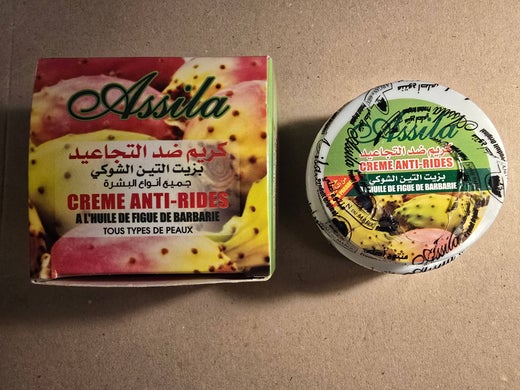 Assila
كريم ضد التجاعيد
بزيت التين الشوكي
جميع أنواع البشرة
CREME ANTI-RIDES
A L'HUILE DE FIGUE DE BARBARIE
TOUS TYPES DE PEAUX
Assila
كريم ضد التجاعيد
CREME ANTI-RIDES
بزيت التين الشوكي
A L'HUILE DE FIGUE DE BARBARIE